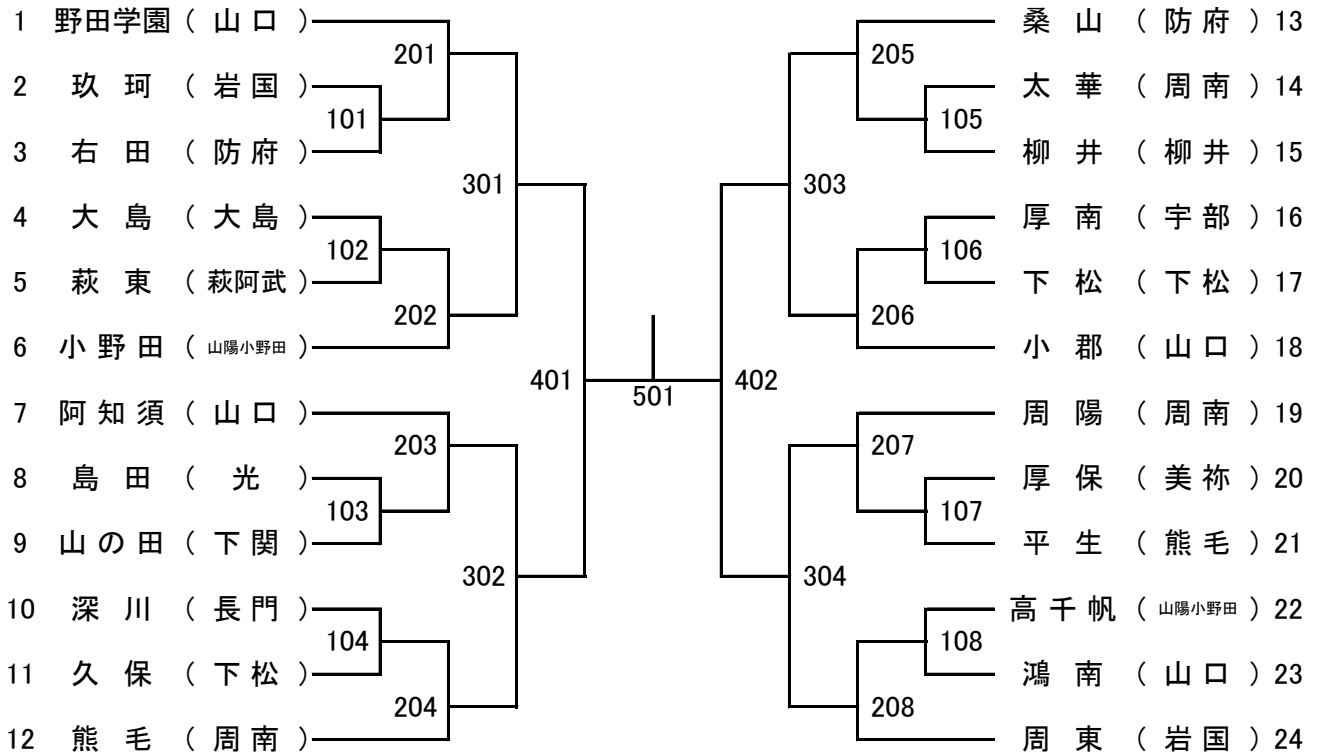 1 野田学園 ( 山口 )
2 玖珂 ( 岩国 )
3 右田 ( 防府 )
4 大島 ( 大島 )
5 萩東 ( 萩阿武 )
6 小野田 ( 山陽小野田 )
7 阿知須 ( 山口 )
8 島田 ( 光 )
9 山の田 ( 下関 )
10 深川 ( 長門 )
11 久保 ( 下松 )
12 熊毛 ( 周南 )
201
101
301
102
202
401
203
103
302
104
204
501
205
105
303
106
206
402
207
107
304
108
208
桑山 ( 防府 ) 13
太華 ( 周南 ) 14
柳井 ( 柳井 ) 15
厚南 ( 宇部 ) 16
下松 ( 下松 ) 17
小郡 ( 山口 ) 18
周陽 ( 周南 ) 19
厚保 ( 美祢 ) 20
平生 ( 熊毛 ) 21
高千帆 ( 山陽小野田 ) 22
鴻南 ( 山口 ) 23
周東 ( 岩国 ) 24